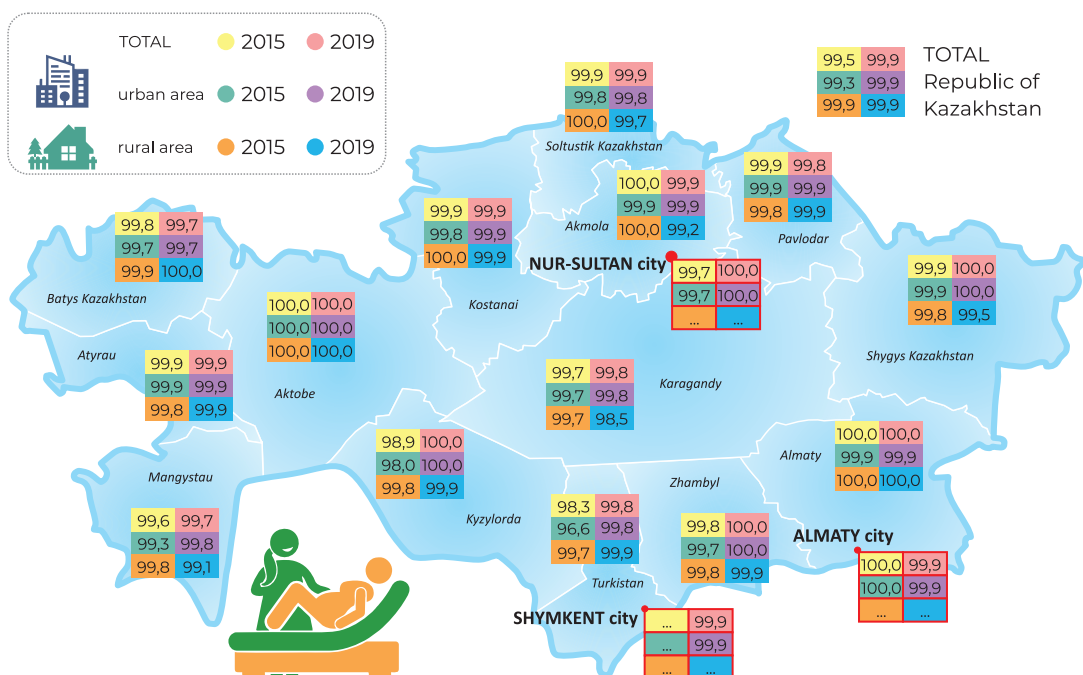 TOTAL 2015 2019
urban area 2015 2019
rural area 2015 2019
99,5 99,9
99,3 99,9
99,9 99,9
TOTAL
Republic of
Kazakhstan
99,9 99,9
99,8 99,8
100,0 99,7
Soltustik Kazakhstan
100,0 99,9
99,9 99,9
100,0 99,2
Akmola
99,9 99,8
99,9 99,9
99,8 99,9
Pavlodar
99,9 99,9
99,8 99,9
100,0 99,9
Kostanai
99,8 99,7
99,7 99,7
99,9 100,0
Batys Kazakhstan
NUR-SULTAN city
99,7 100,0
99,7 100,0
... ...
99,9 100,0
99,9 100,0
99,8 99,5
Shygys Kazakhstan
100,0 100,0
100,0 100,0
100,0 100,0
Aktobe
Atyrau
99,9 99,9
99,9 99,9
99,8 99,9
99,7 99,8
99,7 99,8
99,7 98,5
Karagandy
98,9 100,0
98,0 100,0
99,8 99,9
Kyzylorda
100,0 100,0
99,9 99,9
100,0 100,0
Almaty
Mangystau
99,6 99,7
99,3 99,8
99,8 99,1
98,3 99,8
96,6 99,8
99,7 99,9
Turkistan
Zhambyl
99,8 100,0
99,7 100,0
99,8 99,9
ALMATY city
100,0 99,9
100,0 99,9
... ...
SHYMKENT city
... 99,9
... 99,9
... ...